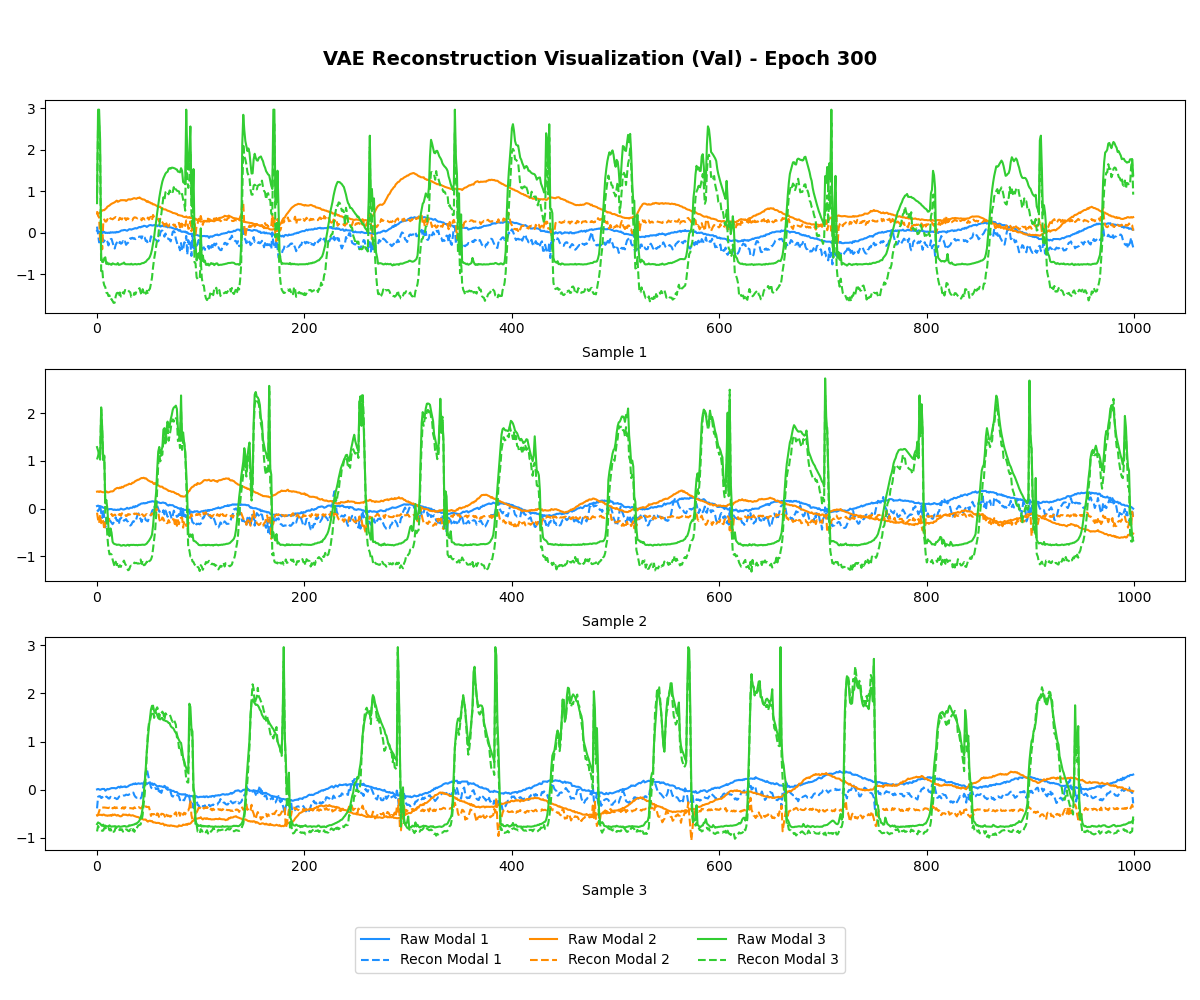 VAE Reconstruction Visualization (Val) - Epoch 300
3
2
1
0
−1
0 200 400 600 800 1000
Sample 1
2
1
0
−1
0 200 400 600 800 1000
Sample 2
3
2
1
0
−1
0 200 400 600 800 1000
Sample 3
Raw Modal 1 Raw Modal 2 Raw Modal 3
Recon Modal 1 Recon Modal 2 Recon Modal 3